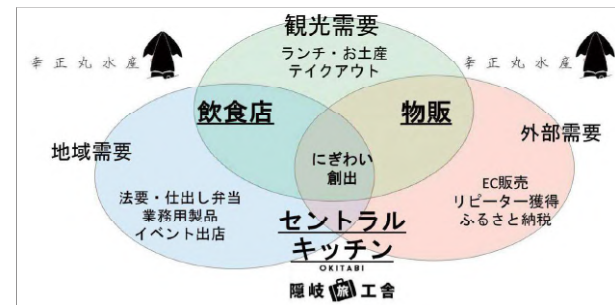 観光需要
ランチ・お土産
テイクアウト
幸正丸水産
幸正丸水産
飲食店
物販
地域需要
外部需要
にぎわい
創出
法要・仕出し弁当
業務用製品
イベント出店
EC販売
リピーター獲得
ふるさと納税
セントラル
キッチン
OKITABI
隠岐旅工舎